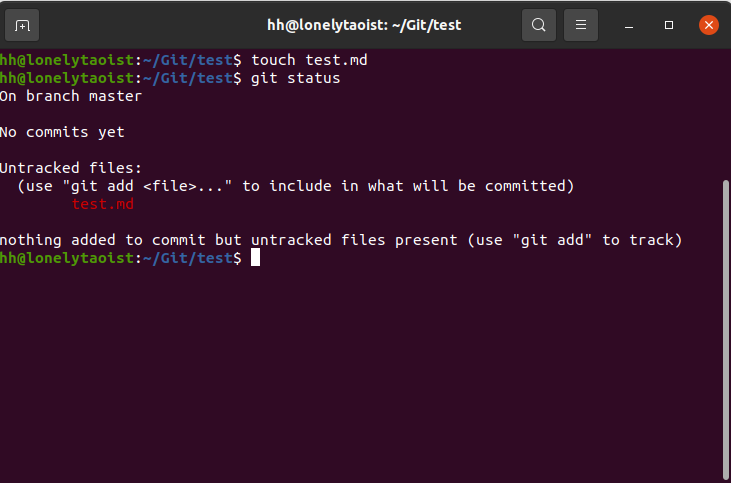 hh@lonelytaoist: ~/Git/test
hh@lonelytaoist:~/Git/test$ touch test.md
hh@lonelytaoist:~/Git/test$ git status
On branch master
No commits yet
Untracked files:
  (use "git add <file>..." to include in what will be committed)
        test.md
nothing added to commit but untracked files present (use "git add" to track)
hh@lonelytaoist:~/Git/test$